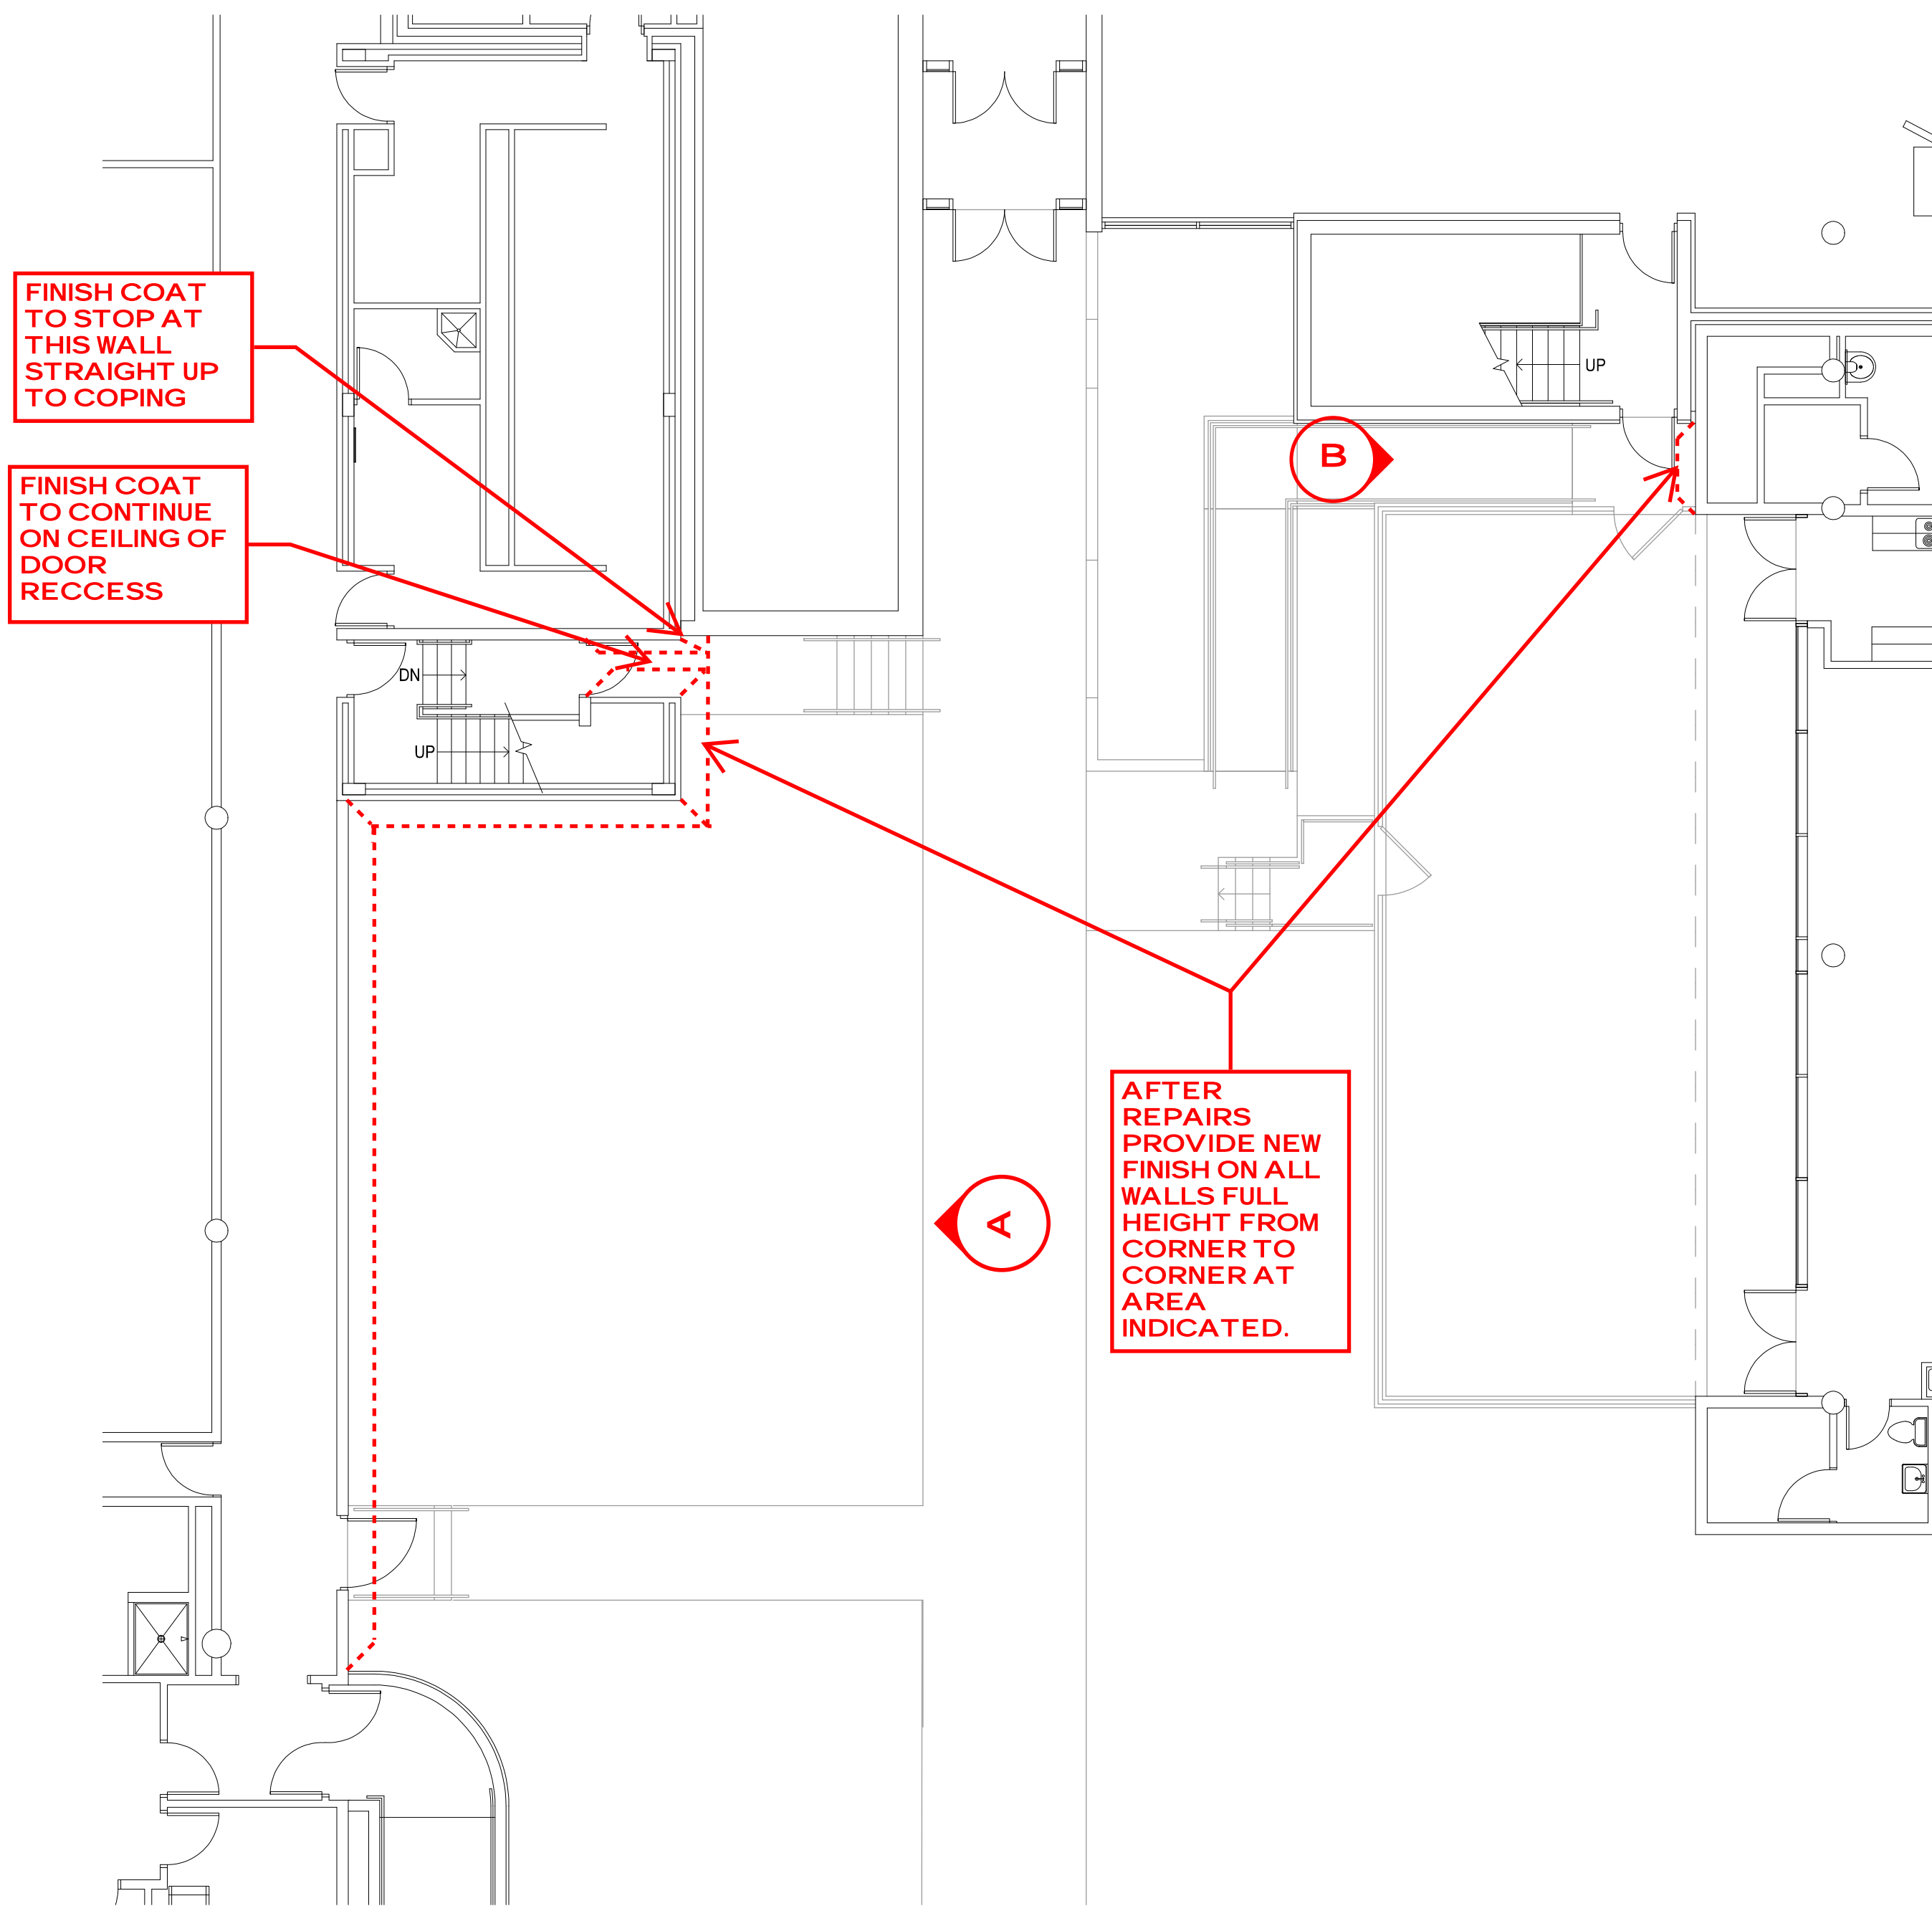 FINISH COAT
TO STOP AT
THIS WALL
STRAIGHT UP
TO COPING
FINISH COAT
TO CONTINUE
ON CEILING OF
DOOR
RECCESS
UP
B
DN
UP
A
AFTER
REPAIRS
PROVIDE NEW
FINISH ON ALL
WALLS FULL
HEIGHT FROM
CORNER TO
CORNER AT
AREA
INDICATED.